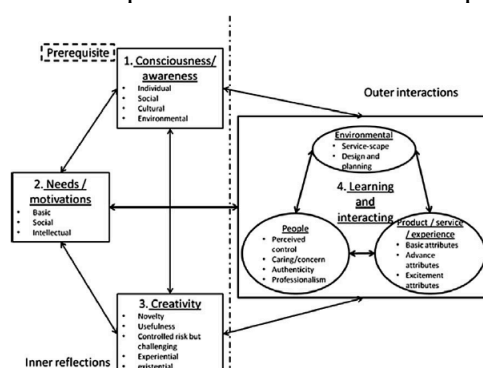 Prerequisite
1. Consciousness/
awareness
• Individual
• Social
• Cultural
• Environmental
2. Needs /
motivations
• Basic
• Social
• Intellectual
3. Creativity
• Novelty
• Usefulness
• Controlled risk but
challenging
• Experiential
• existential
Inner reflections
Outer interactions
Environmental
• Service-scape
• Design and
planning
4. Learning
and
interacting
People
• Perceived
control
• Caring/concern
• Authenticity
• Professionalism
Product / service
/ experience
• Basic attributes
• Advance
attributes
• Excitement
attributes